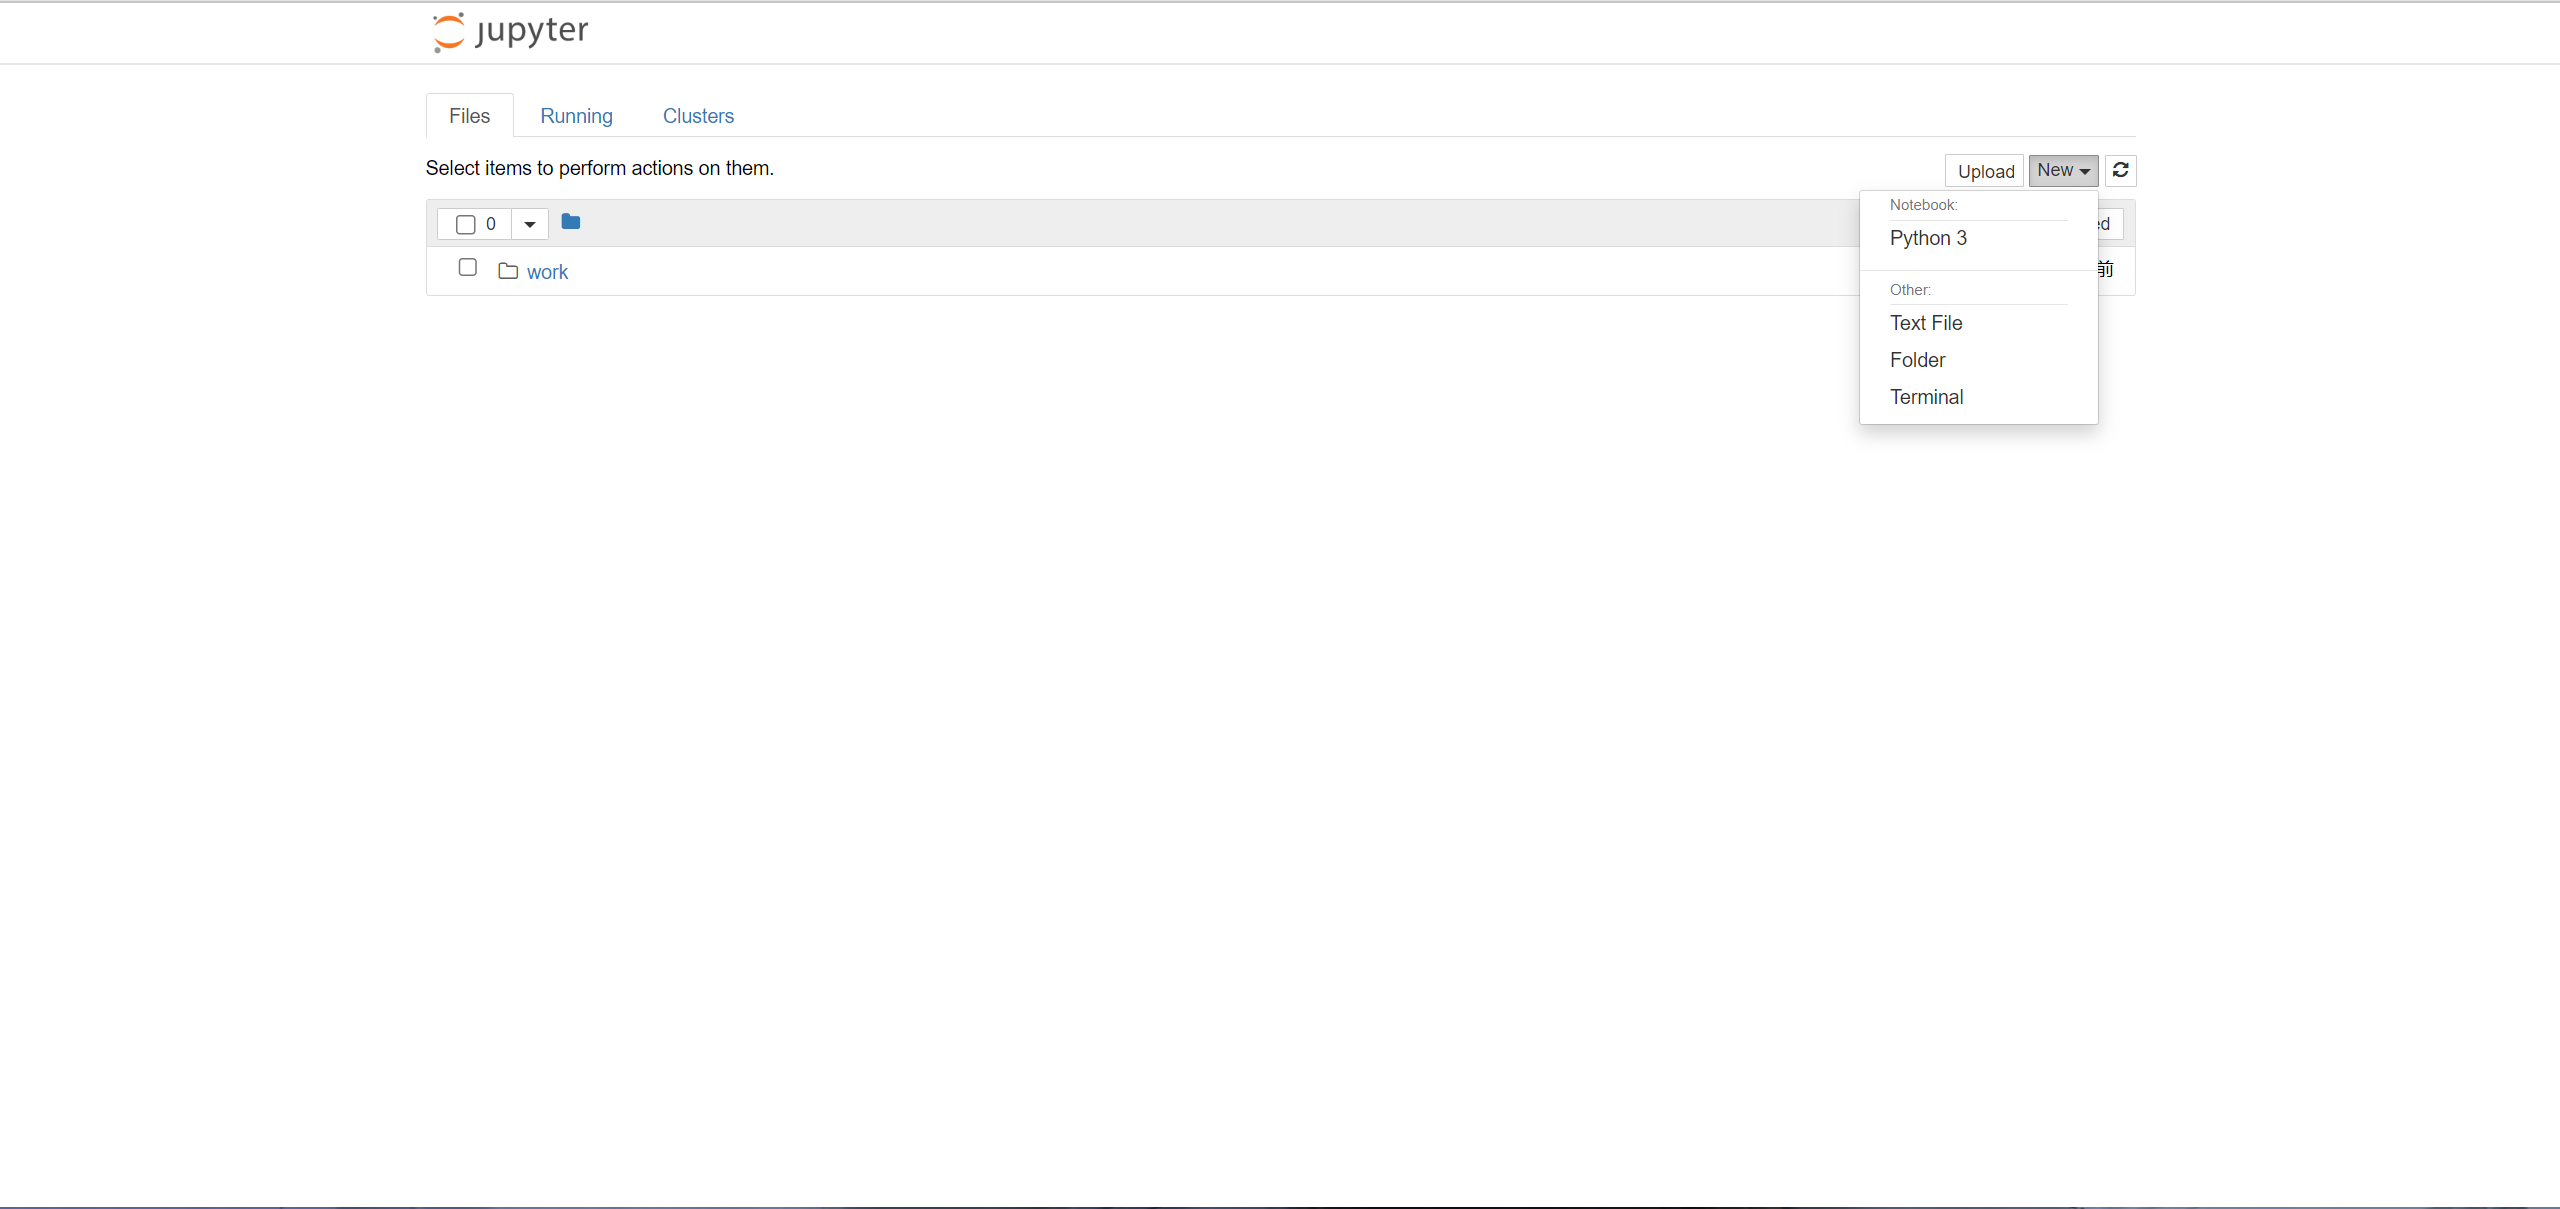 jupyter
Files Running Clusters
Select items to perform actions on them.
Upload New
0
Notebook:
Python 3
work
前
Other:
Text File
Folder
Terminal